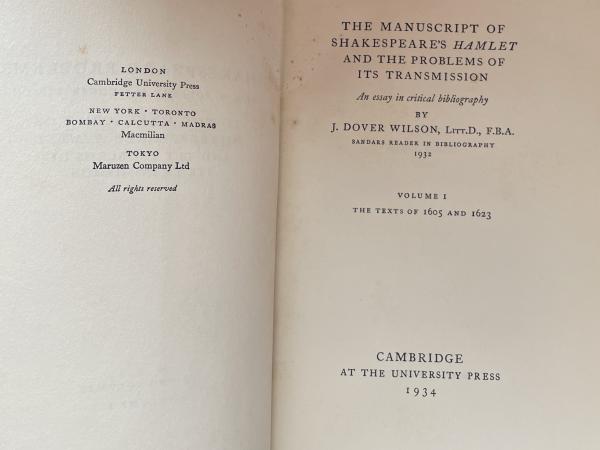 LONDON
Cambridge University Press
FETTER LANE
NEW YORK · TORONTO
BOMBAY · CALCUTTA · MADRAS
Macmillan
TOKYO
Maruzen Company Ltd
All rights reserved
THE MANUSCRIPT OF
SHAKESPEARE'S HAMLET
AND THE PROBLEMS OF
ITS TRANSMISSION
An essay in critical bibliography
BY
J. DOVER WILSON, LITT.D., F.B.A.
SANDARS READER IN BIBLIOGRAPHY
1932
VOLUME I
THE TEXTS OF 1605 AND 1623
CAMBRIDGE
AT THE UNIVERSITY PRESS
1934